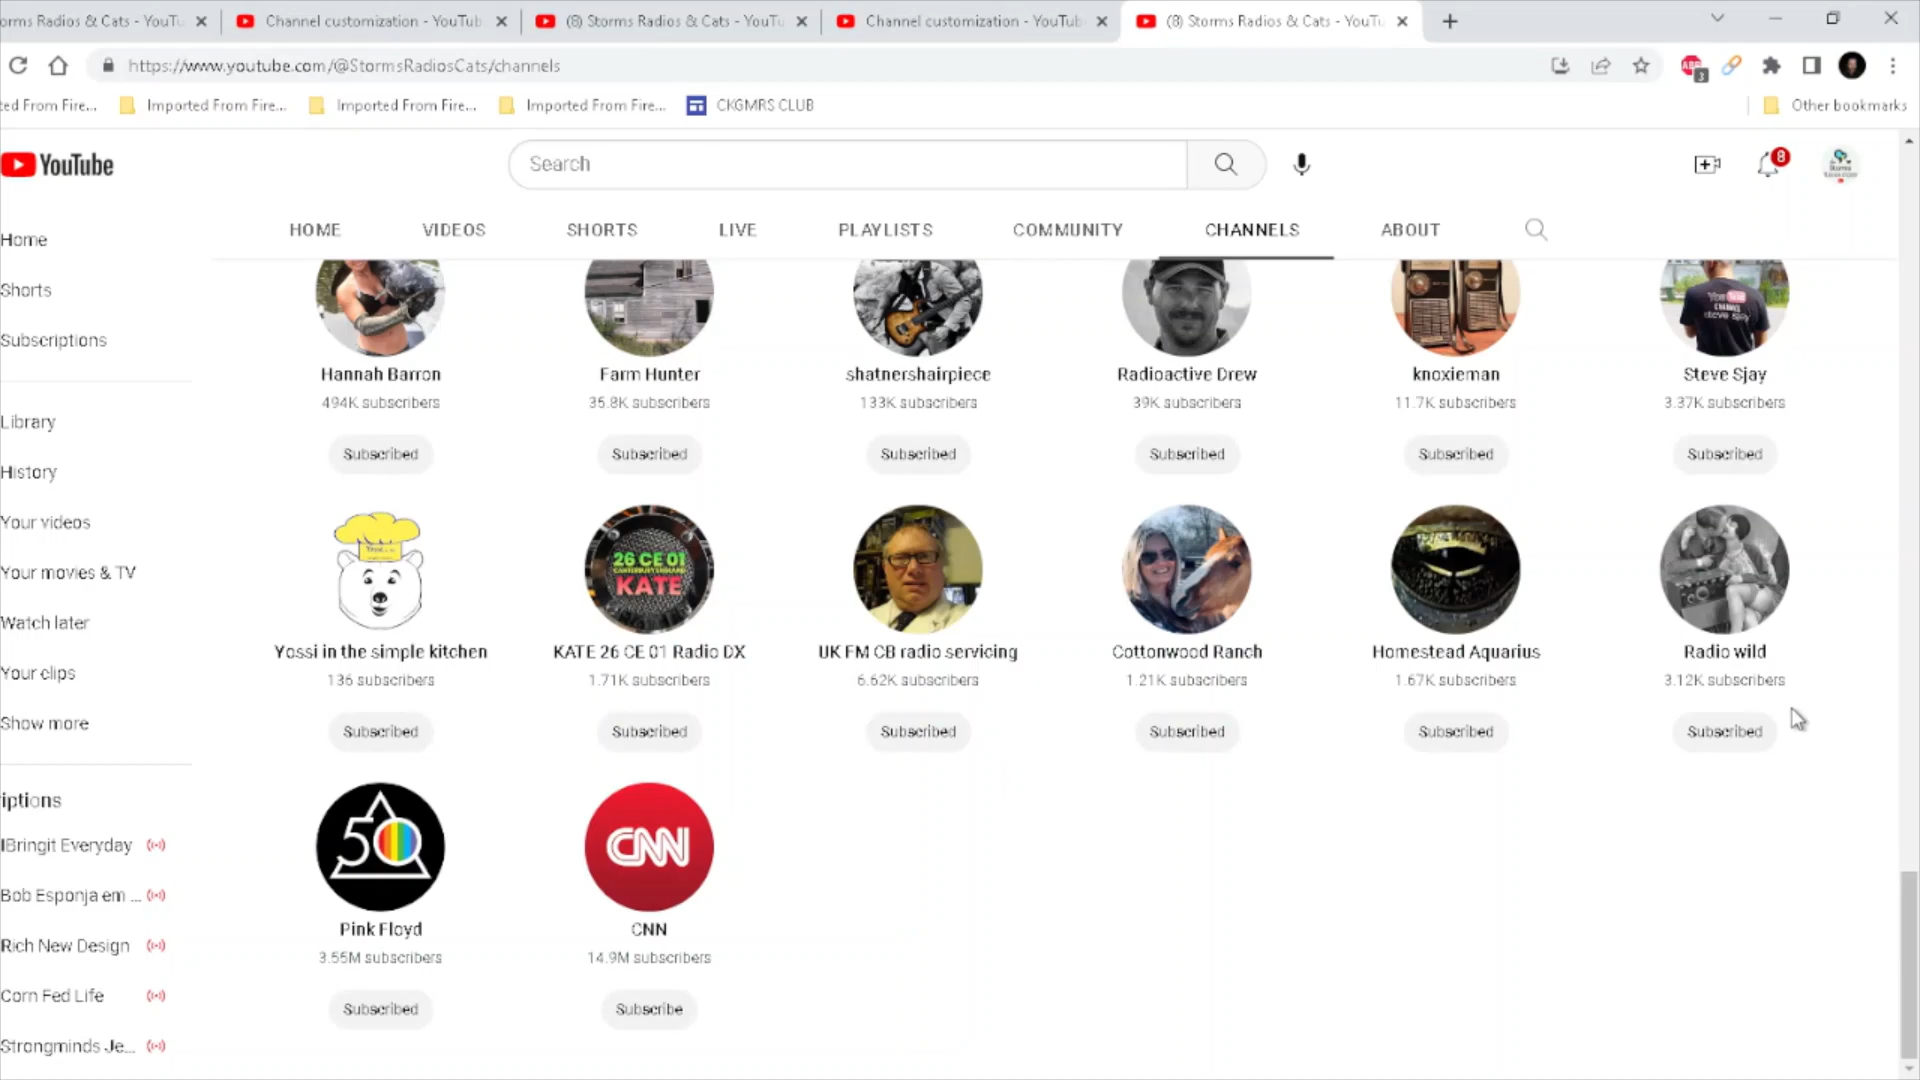 orms Radios & Cats - YouTu
Channel customization - YouTub
(8) Storms Radios & Cats - YouTu
Channel customization - YouTub
(8) Storms Radios & Cats - YouTu
https://www.youtube.com/@StormsRadiosCats/channels
ABP
3
ed From Fire...
Imported From Fire...
Imported From Fire...
Imported From Fire...
CKGMRS CLUB
Other bookmarks
YouTube
Search
8
HOME
VIDEOS
SHORTS
LIVE
PLAYLISTS
COMMUNITY
CHANNELS
ABOUT
Home
Shorts
Subscriptions
Library
History
Your videos
Your movies & TV
Watch later
Your clips
Show more
iptions
IBringit Everyday
Bob Esponja em ...
Rich New Design
Corn Fed Life
Strongminds Je...
Hannah Barron
494K subscribers
Subscribed
Farm Hunter
35.8K subscribers
Subscribed
shatnershairpiece
133K subscribers
Subscribed
Radioactive Drew
39K subscribers
Subscribed
knoxieman
11.7K subscribers
Subscribed
You Tube
CHANNEL
steve sjay
Steve Sjay
3.37K subscribers
Subscribed
Yossi in the simple kitchen
136 subscribers
Subscribed
26 CE 01
KATE
KATE 26 CE 01 Radio DX
1.71K subscribers
Subscribed
UK FM CB radio servicing
6.62K subscribers
Subscribed
Cottonwood Ranch
1.21K subscribers
Subscribed
Homestead Aquarius
1.67K subscribers
Subscribed
Radio wild
3.12K subscribers
Subscribed
50
Pink Floyd
3.55M subscribers
Subscribed
CNN
CNN
14.9M subscribers
Subscribe